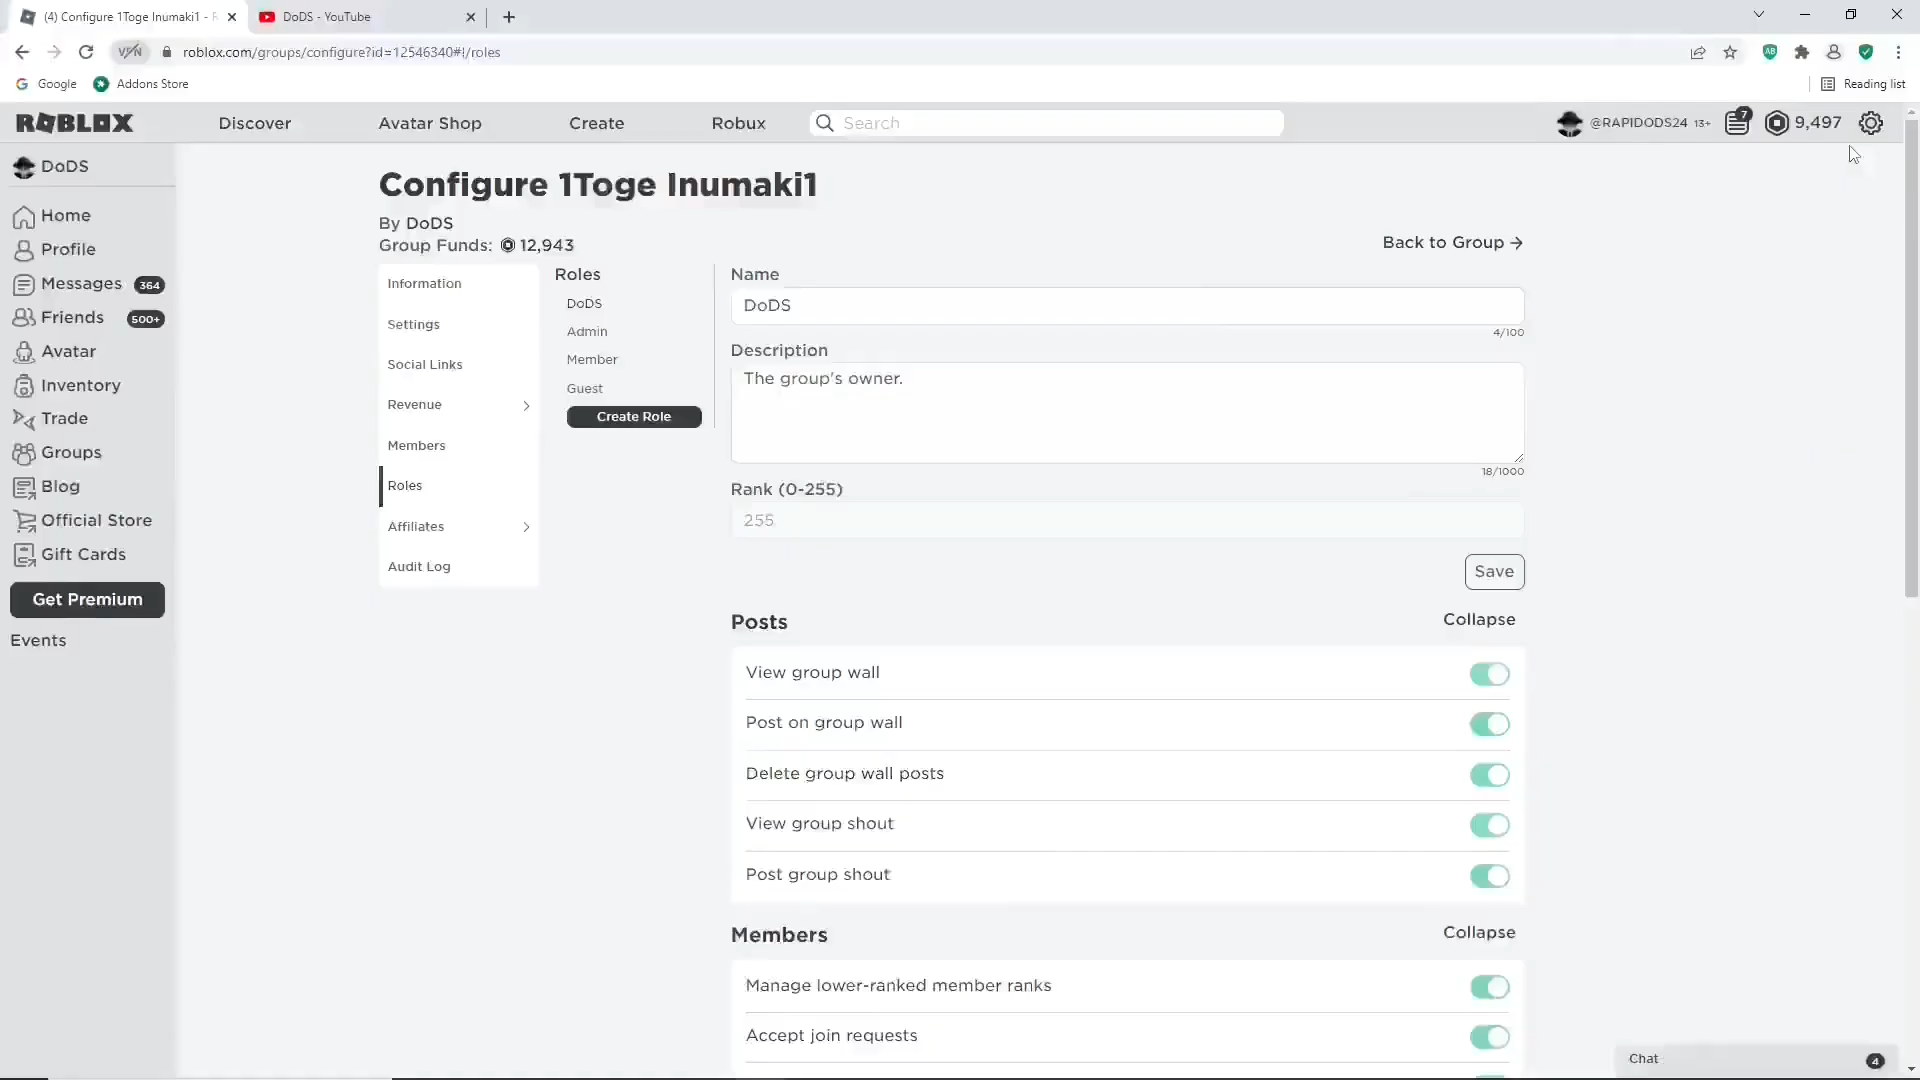 (4) Configure 1Toge Inumaki1 - R
DoDS - YouTube
VPN
roblox.com/groups/configure?id=12546340#!/roles
Google
Addons Store
Reading list
ROBLOX
Discover
Avatar Shop
Create
Robux
Search
@RAPIDODS24 13+
7
9,497
DoDS
Home
Profile
Messages 364
Friends 500+
Avatar
Inventory
Trade
Groups
Blog
Official Store
Gift Cards
Get Premium
Events
Configure 1Toge Inumaki1
By DoDS
Group Funds: 12,943
Back to Group →
Information
Settings
Social Links
Revenue
Members
Roles
Affiliates
Audit Log
Roles
DoDS
Admin
Member
Guest
Create Role
Name
DoDS
4/100
Description
The group's owner.
18/1000
Rank (0-255)
255
Save
Posts
Collapse
View group wall
Post on group wall
Delete group wall posts
View group shout
Post group shout
Members
Collapse
Manage lower-ranked member ranks
Accept join requests
Chat
4